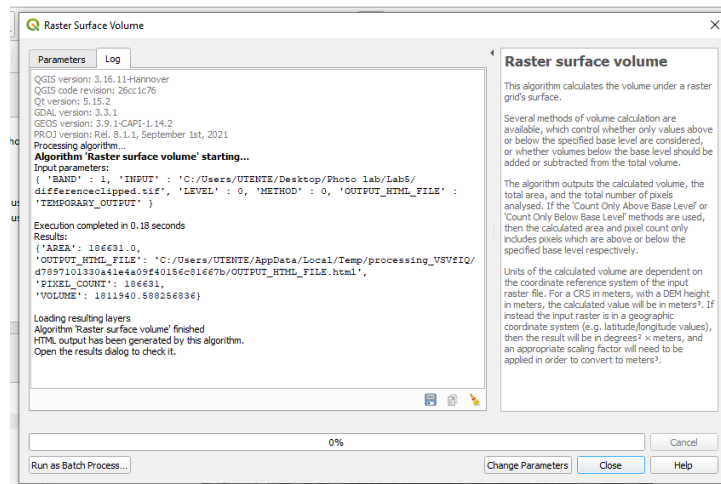 Raster Surface Volume
Parameters
Log
QGIS version: 3.16.11-Hannover
QGIS code revision: 26cc1c76
Qt version: 5.15.2
GDAL version: 3.3.1
GEOS version: 3.9.1-CAPI-1.14.2
PROJ version: Rel. 8.1.1, September 1st, 2021
Processing algorithm...
Algorithm 'Raster surface volume' starting...
Input parameters:
{ 'BAND' : 1, 'INPUT' : 'C:/Users/UTENTE/Desktop/Photo lab/Lab5/
differenceclipped.tif', 'LEVEL' : 0, 'METHOD' : 0, 'OUTPUT_HTML_FILE' :
'TEMPORARY_OUTPUT' }
Execution completed in 0.18 seconds
Results:
{'AREA': 186631.0,
'OUTPUT_HTML_FILE': 'C:/Users/UTENTE/AppData/Local/Temp/processing_VSVfIQ/
d7897101330a41e4a09f40156c81667b/OUTPUT_HTML_FILE.html',
'PIXEL_COUNT': 186631,
'VOLUME': 1811940.588256836}
Loading resulting layers
Algorithm 'Raster surface volume' finished
HTML output has been generated by this algorithm.
Open the results dialog to check it.
Raster surface volume
This algorithm calculates the volume under a raster
grid's surface.
Several methods of volume calculation are
available, which control whether only values above
or below the specified base level are considered,
or whether volumes below the base level should be
added or subtracted from the total volume.
The algorithm outputs the calculated volume, the
total area, and the total number of pixels
analysed. If the 'Count Only Above Base Level' or
'Count Only Below Base Level' methods are used,
then the calculated area and pixel count only
includes pixels which are above or below the
specified base level respectively.
Units of the calculated volume are dependent on
the coordinate reference system of the input
raster file. For a CRS in meters, with a DEM height
in meters, the calculated value will be in meters³. If
instead the input raster is in a geographic
coordinate system (e.g. latitude/longitude values),
then the result will be in degrees² × meters, and
an appropriate scaling factor will need to be
applied in order to convert to meters³.
0%
Cancel
Run as Batch Process...
Change Parameters
Close
Help